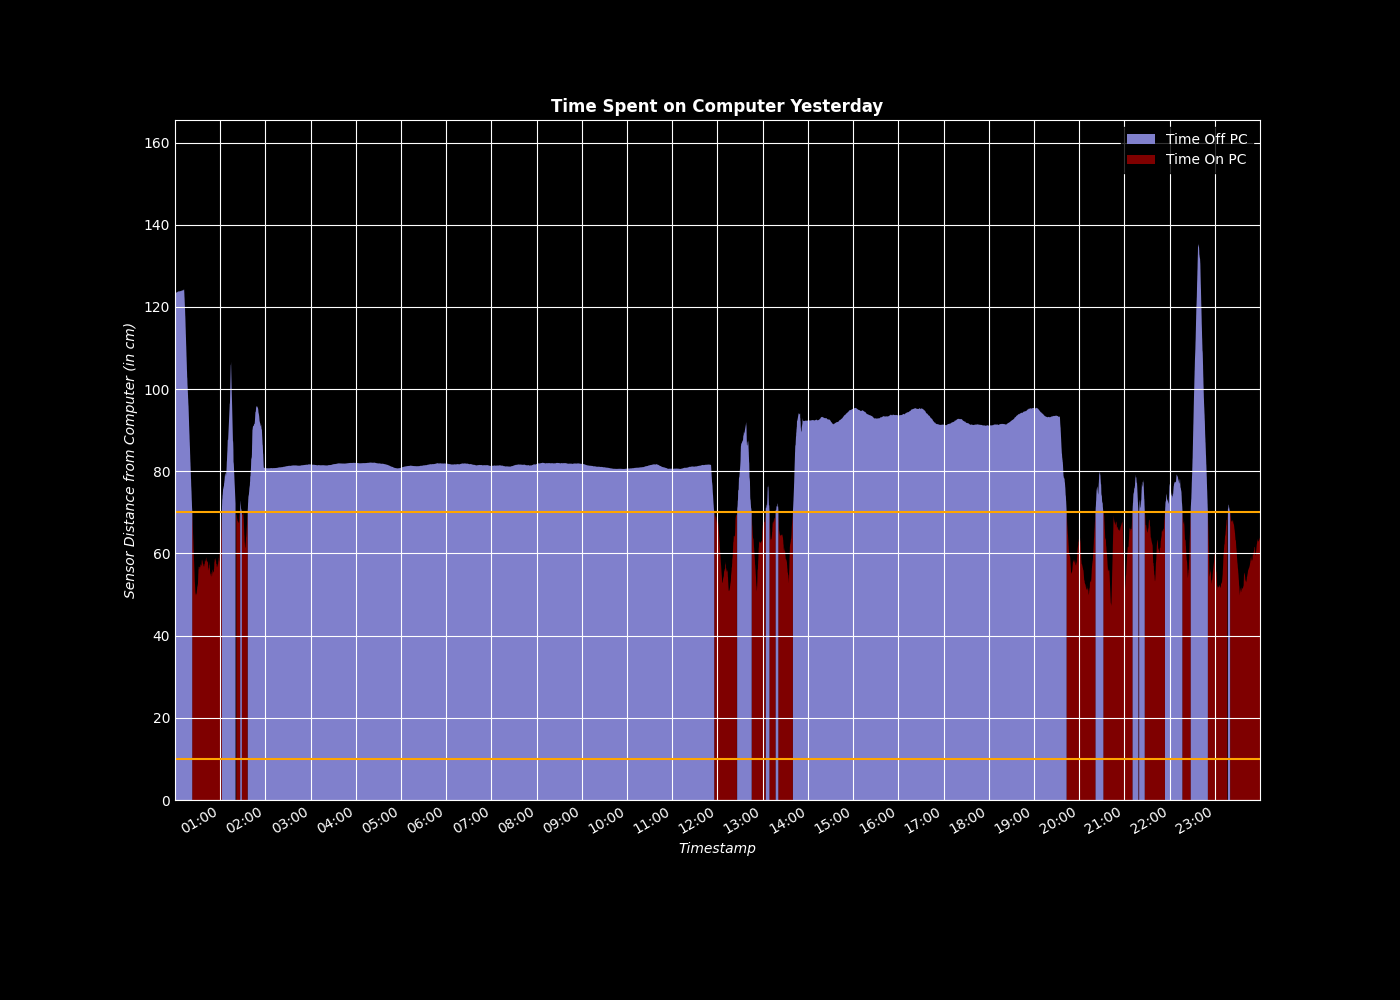 Time Spent on Computer Yesterday
Time Off PC
Time On PC
160
140
120
100
80
60
40
20
0
Sensor Distance from Computer (in cm)
01:00 02:00 03:00 04:00 05:00 06:00 07:00 08:00 09:00 10:00 11:00 12:00 13:00 14:00 15:00 16:00 17:00 18:00 19:00 20:00 21:00 22:00 23:00
Timestamp